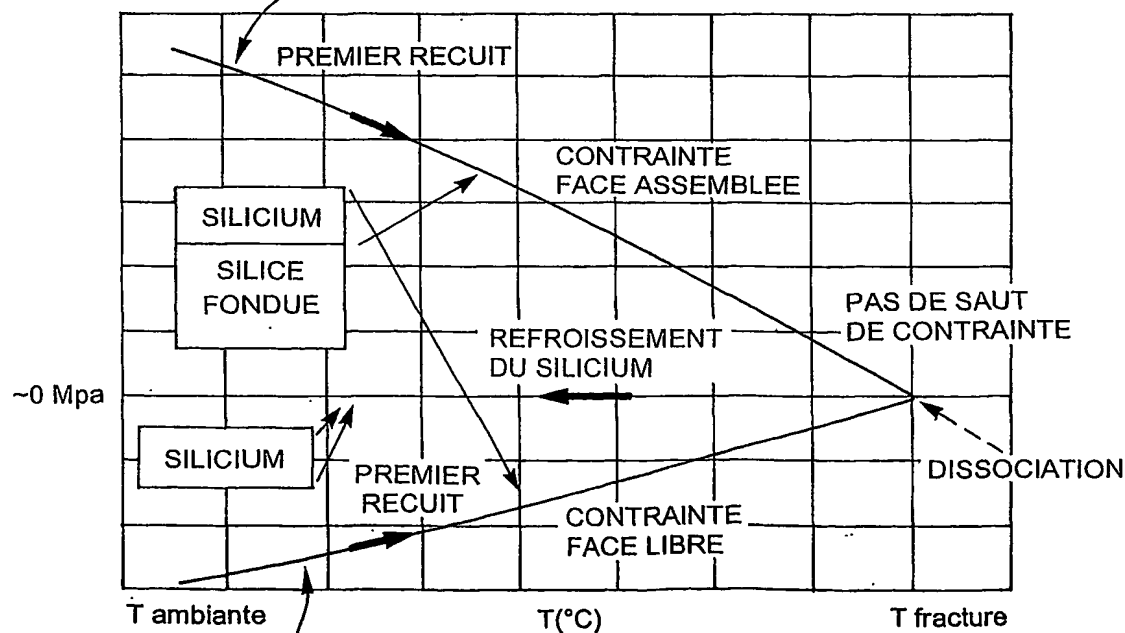 PREMIER RECUIT
CONTRAINTE
FACE ASSEMBLEE
SILICIUM
SILICE
FONDUE
PAS DE SAUT
DE CONTRAINTE
REFROISSEMENT
DU SILICIUM
~0 Mpa
SILICIUM
PREMIER
RECUIT
DISSOCIATION
CONTRAINTE
FACE LIBRE
T ambiante
T(°C)
T fracture